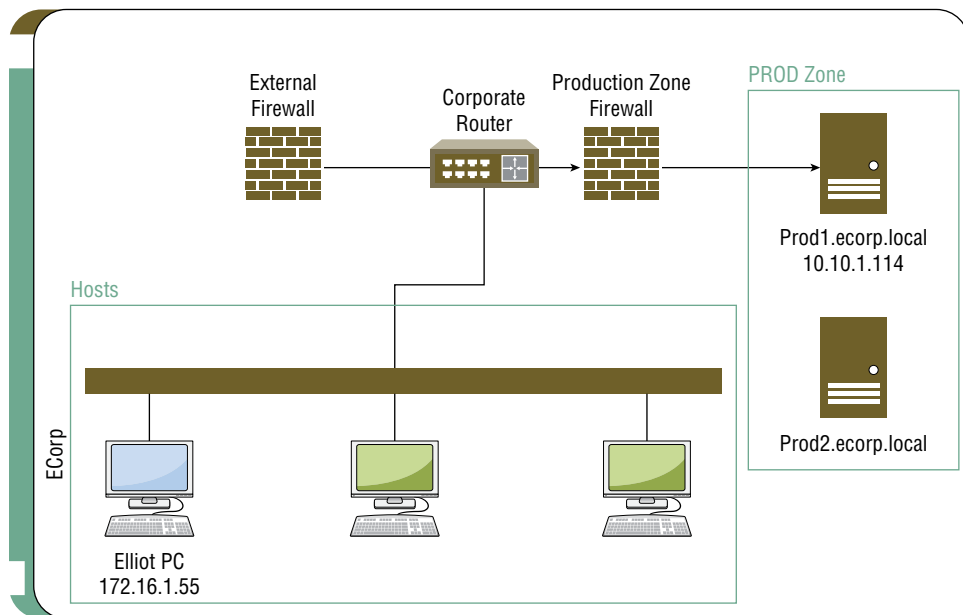 External
Firewall
Corporate
Router
Production Zone
Firewall
PROD Zone
Prod1.ecorp.local
10.10.1.114
Prod2.ecorp.local
Hosts
ECorp
Elliot PC
172.16.1.55